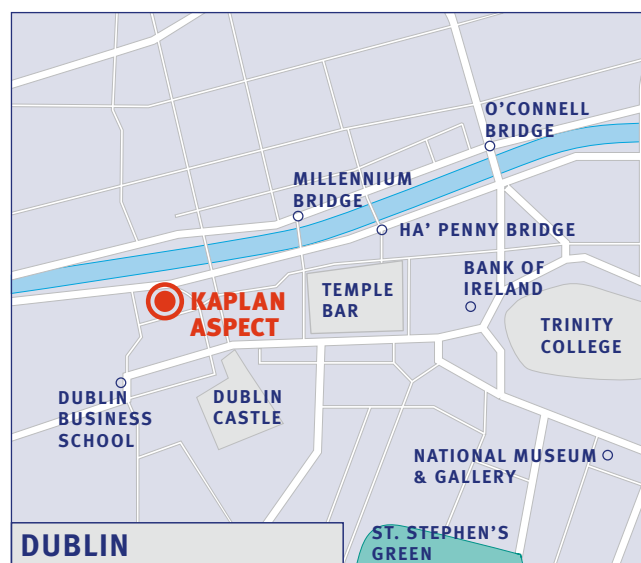 O'CONNELL
BRIDGE
MILLENNIUM
BRIDGE
HA' PENNY BRIDGE
BANK OF
IRELAND
TEMPLE
BAR
KAPLAN
ASPECT
TRINITY
COLLEGE
DUBLIN
BUSINESS
SCHOOL
DUBLIN
CASTLE
NATIONAL MUSEUM
& GALLERY
ST. STEPHEN'S
GREEN
DUBLIN